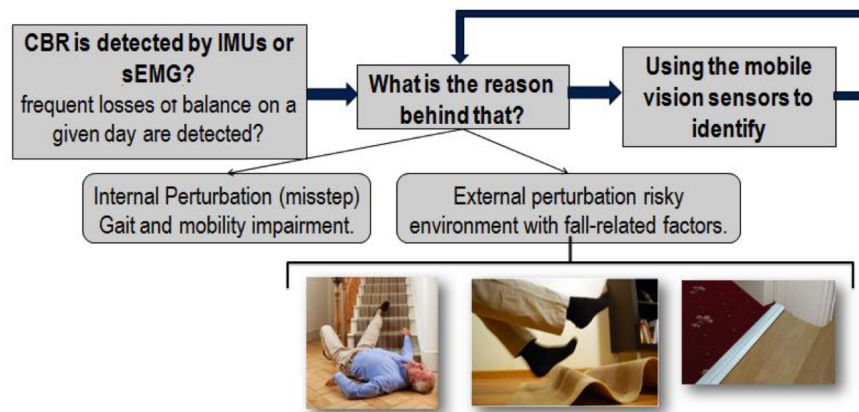 CBR is detected by IMUs or
sEMG?
frequent losses of balance on a
given day are detected?
What is the reason
behind that?
Using the mobile
vision sensors to
identify
Internal Perturbation (misstep)
Gait and mobility impairment.
External perturbation risky
environment with fall-related factors.